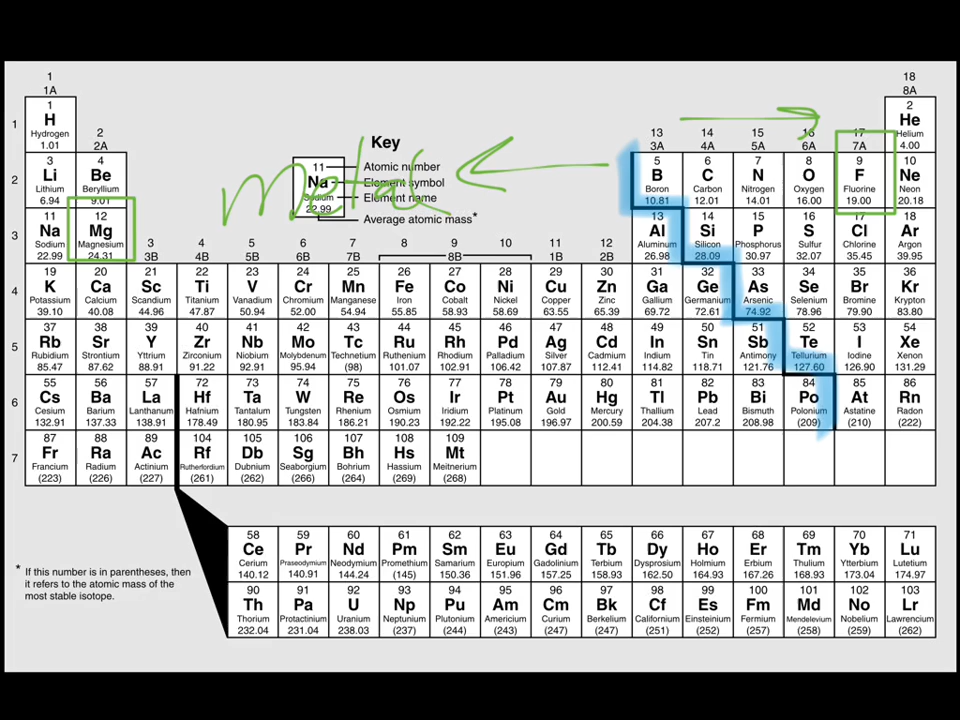 1 18
1A 8A
1 H Hydrogen 1.01 2 2A 13 3A 14 4A 15 5A 16 6A 17 7A 2 He Helium 4.00
1
Key
metal
11 Atomic number
Na Element symbol
Sodium Element name
22.99 Average atomic mass*
2 3 Li Lithium 6.94 4 Be Beryllium 9.01 5 B Boron 10.81 6 C Carbon 12.01 7 N Nitrogen 14.01 8 O Oxygen 16.00 9 F Fluorine 19.00 10 Ne Neon 20.18
3 11 Na Sodium 22.99 12 Mg Magnesium 24.31 13 Al Aluminum 26.98 14 Si Silicon 28.09 15 P Phosphorus 30.97 16 S Sulfur 32.07 17 Cl Chlorine 35.45 18 Ar Argon 39.95
3 4 5 6 7 8 9 10 11 12
3B 4B 5B 6B 7B 8B 1B 2B
4 19 K Potassium 39.10 20 Ca Calcium 40.08 21 Sc Scandium 44.96 22 Ti Titanium 47.87 23 V Vanadium 50.94 24 Cr Chromium 52.00 25 Mn Manganese 54.94 26 Fe Iron 55.85 27 Co Cobalt 58.93 28 Ni Nickel 58.69 29 Cu Copper 63.55 30 Zn Zinc 65.39 31 Ga Gallium 69.72 32 Ge Germanium 72.61 33 As Arsenic 74.92 34 Se Selenium 78.96 35 Br Bromine 79.90 36 Kr Krypton 83.80
5 37 Rb Rubidium 85.47 38 Sr Strontium 87.62 39 Y Yttrium 88.91 40 Zr Zirconium 91.22 41 Nb Niobium 92.91 42 Mo Molybdenum 95.94 43 Tc Technetium (98) 44 Ru Ruthenium 101.07 45 Rh Rhodium 102.91 46 Pd Palladium 106.42 47 Ag Silver 107.87 48 Cd Cadmium 112.41 49 In Indium 114.82 50 Sn Tin 118.71 51 Sb Antimony 121.76 52 Te Tellurium 127.60 53 I Iodine 126.90 54 Xe Xenon 131.29
6 55 Cs Cesium 132.91 56 Ba Barium 137.33 57 La Lanthanum 138.91 72 Hf Hafnium 178.49 73 Ta Tantalum 180.95 74 W Tungsten 183.84 75 Re Rhenium 186.21 76 Os Osmium 190.23 77 Ir Iridium 192.22 78 Pt Platinum 195.08 79 Au Gold 196.97 80 Hg Mercury 200.59 81 Tl Thallium 204.38 82 Pb Lead 207.2 83 Bi Bismuth 208.98 84 Po Polonium (209) 85 At Astatine (210) 86 Rn Radon (222)
7 87 Fr Francium (223) 88 Ra Radium (226) 89 Ac Actinium (227) 104 Rf Rutherfordium (261) 105 Db Dubnium (262) 106 Sg Seaborgium (266) 107 Bh Bohrium (264) 108 Hs Hassium (269) 109 Mt Meitnerium (268)
58 Ce Cerium 140.12 59 Pr Praseodymium 140.91 60 Nd Neodymium 144.24 61 Pm Promethium (145) 62 Sm Samarium 150.36 63 Eu Europium 151.96 64 Gd Gadolinium 157.25 65 Tb Terbium 158.93 66 Dy Dysprosium 162.50 67 Ho Holmium 164.93 68 Er Erbium 167.26 69 Tm Thulium 168.93 70 Yb Ytterbium 173.04 71 Lu Lutetium 174.97
90 Th Thorium 232.04 91 Pa Protactinium 231.04 92 U Uranium 238.03 93 Np Neptunium (237) 94 Pu Plutonium (244) 95 Am Americium (243) 96 Cm Curium (247) 97 Bk Berkelium (247) 98 Cf Californium (251) 99 Es Einsteinium (252) 100 Fm Fermium (257) 101 Md Mendelevium (258) 102 No Nobelium (259) 103 Lr Lawrencium (262)
* If this number is in parentheses, then
it refers to the atomic mass of the
most stable isotope.